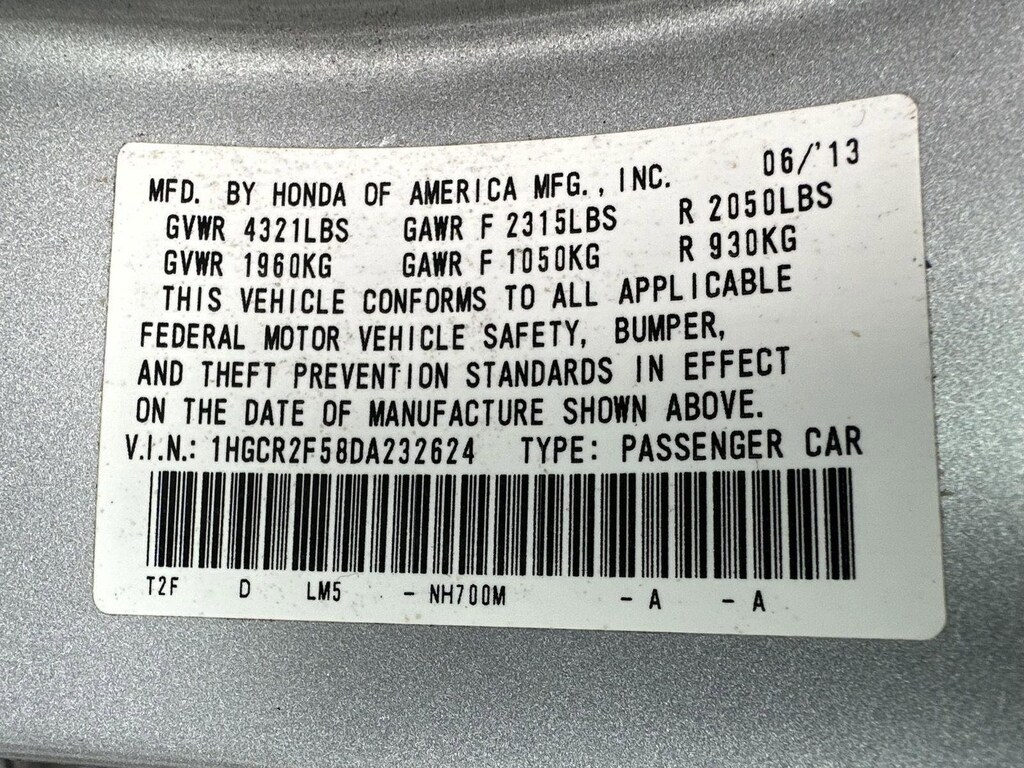 MFD. BY HONDA OF AMERICA MFG., INC. 06/'13
GVWR 4321LBS GAWR F 2315LBS R 2050LBS
GVWR 1960KG GAWR F 1050KG R 930KG
THIS VEHICLE CONFORMS TO ALL APPLICABLE
FEDERAL MOTOR VEHICLE SAFETY, BUMPER,
AND THEFT PREVENTION STANDARDS IN EFFECT
ON THE DATE OF MANUFACTURE SHOWN ABOVE.
V.I.N.: 1HGCR2F58DA232624 TYPE: PASSENGER CAR
T2F D LM5 - NH700M - A - A